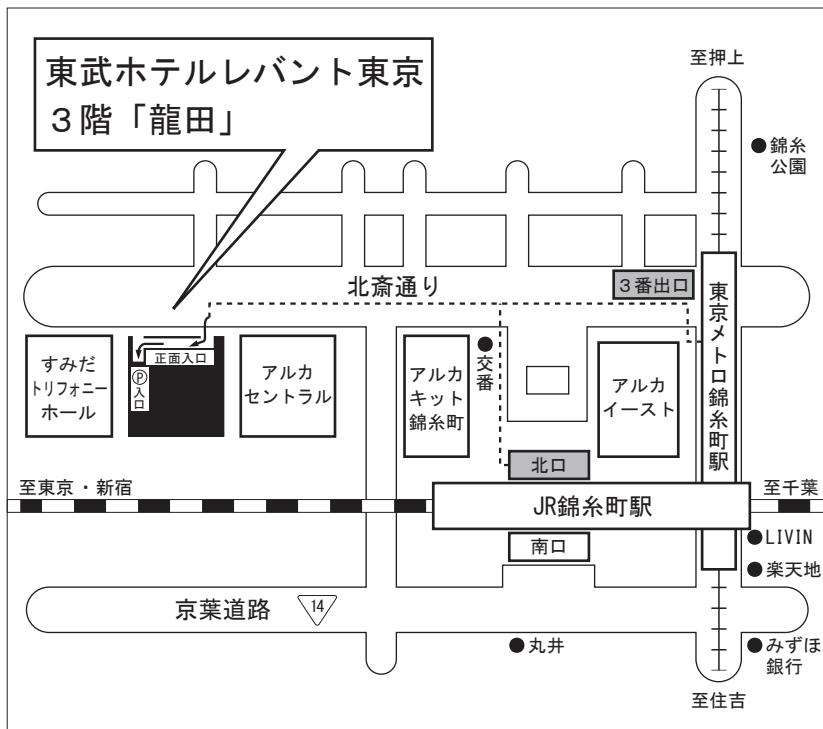 東武ホテルレバント東京
３階「龍田」
至押上
●錦糸
公園
北斎通り
３番出口
東京メトロ錦糸町駅
すみだ
トリフォニー
ホール
正面入口
Ⓟ入口
アルカ
セントラル
アルカ
キット
錦糸町
●交番
アルカ
イースト
北口
至東京・新宿
JR錦糸町駅
至千葉
南口
●LIVIN
●楽天地
京葉道路
14
●丸井
●みずほ
銀行
至住吉